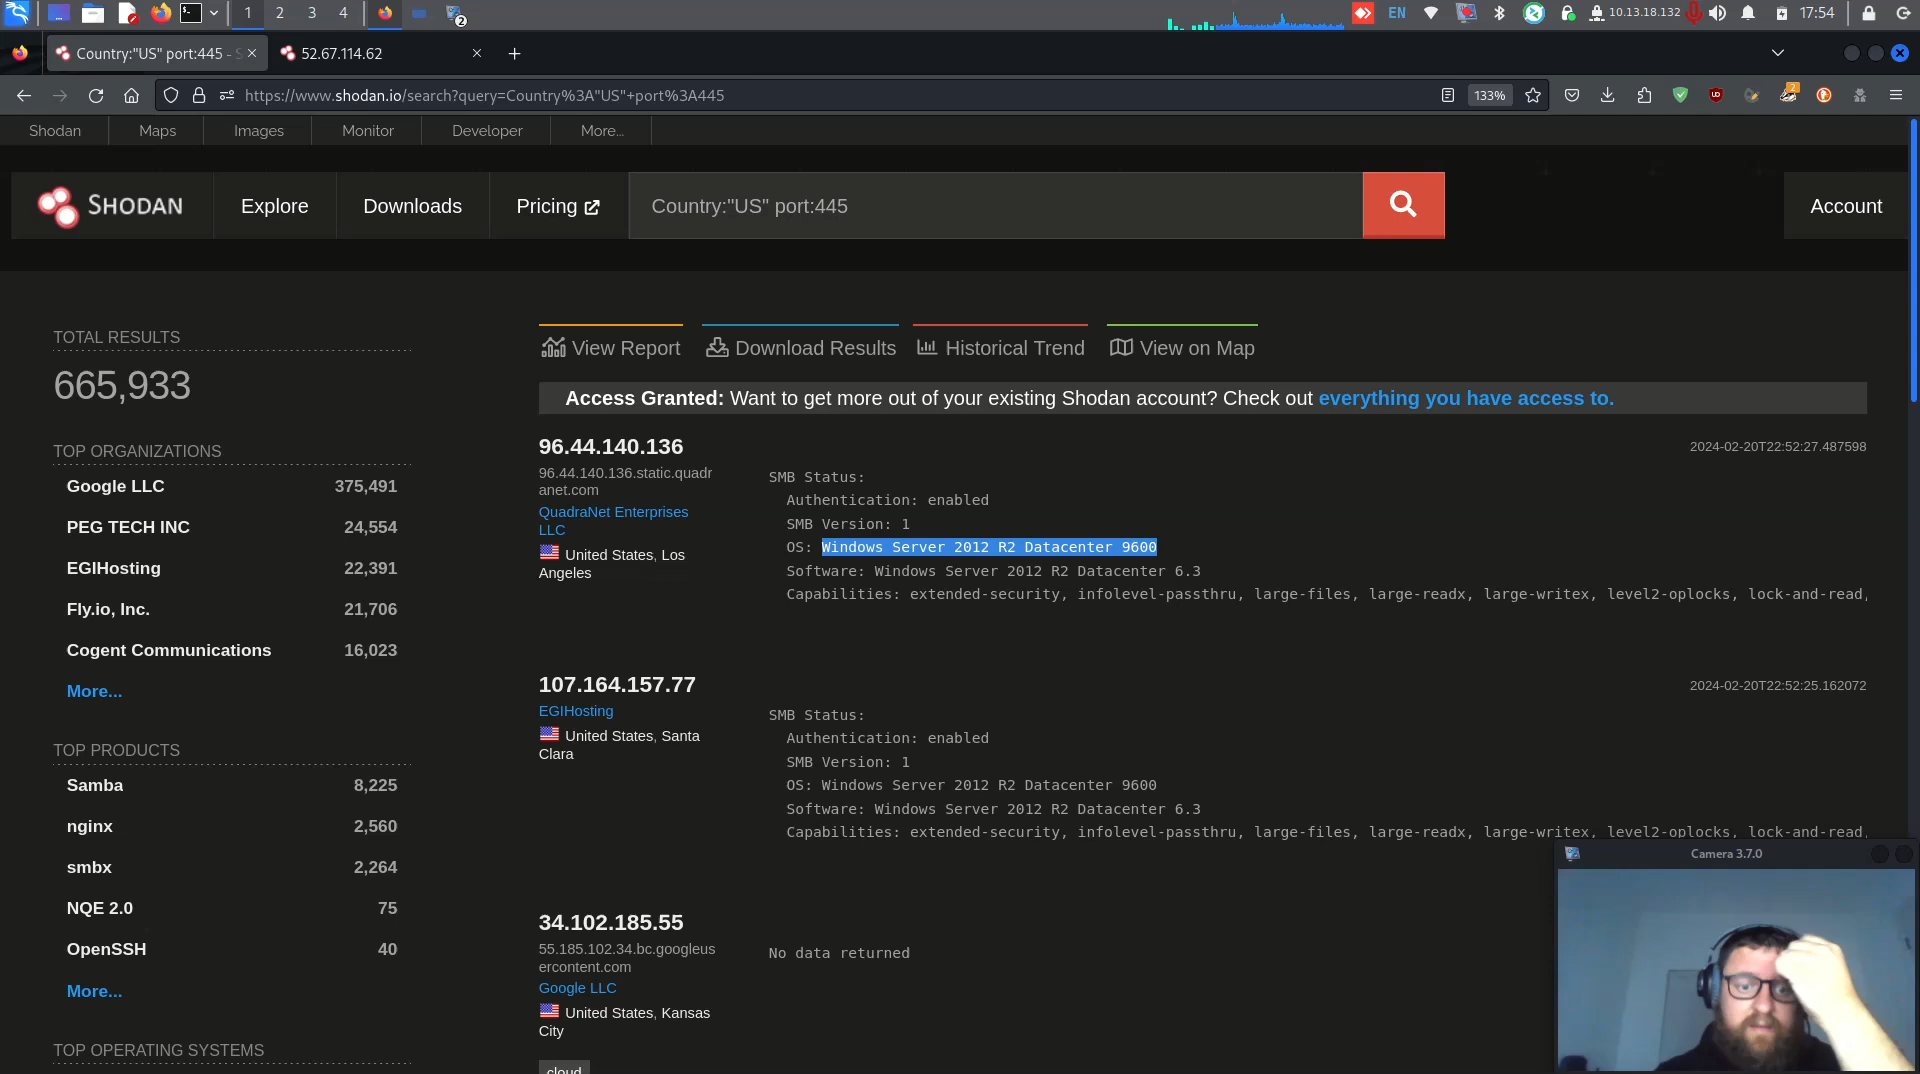 1 2 3 4 2 EN 10.13.18.132 17:54
Country:"US" port:445 - S 52.67.114.62
https://www.shodan.io/search?query=Country%3A"US"+port%3A445 133% 2
Shodan Maps Images Monitor Developer More...
SHODAN Explore Downloads Pricing Country:"US" port:445 Account
TOTAL RESULTS
665,933
TOP ORGANIZATIONS
Google LLC 375,491
PEG TECH INC 24,554
EGIHosting 22,391
Fly.io, Inc. 21,706
Cogent Communications 16,023
More...
TOP PRODUCTS
Samba 8,225
nginx 2,560
smbx 2,264
NQE 2.0 75
OpenSSH 40
More...
TOP OPERATING SYSTEMS
View Report Download Results Historical Trend View on Map
Access Granted: Want to get more out of your existing Shodan account? Check out everything you have access to.
96.44.140.136
96.44.140.136.static.quadr
anet.com
QuadraNet Enterprises
LLC
United States, Los
Angeles
2024-02-20T22:52:27.487598
SMB Status:
Authentication: enabled
SMB Version: 1
OS: Windows Server 2012 R2 Datacenter 9600
Software: Windows Server 2012 R2 Datacenter 6.3
Capabilities: extended-security, infolevel-passthru, large-files, large-readx, large-writex, level2-oplocks, lock-and-read,
107.164.157.77
EGIHosting
United States, Santa
Clara
2024-02-20T22:52:25.162072
SMB Status:
Authentication: enabled
SMB Version: 1
OS: Windows Server 2012 R2 Datacenter 9600
Software: Windows Server 2012 R2 Datacenter 6.3
Capabilities: extended-security, infolevel-passthru, large-files, large-readx, large-writex, level2-oplocks, lock-and-read,
34.102.185.55
55.185.102.34.bc.googleus
ercontent.com
Google LLC
United States, Kansas
City
cloud
No data returned
Camera 3.7.0